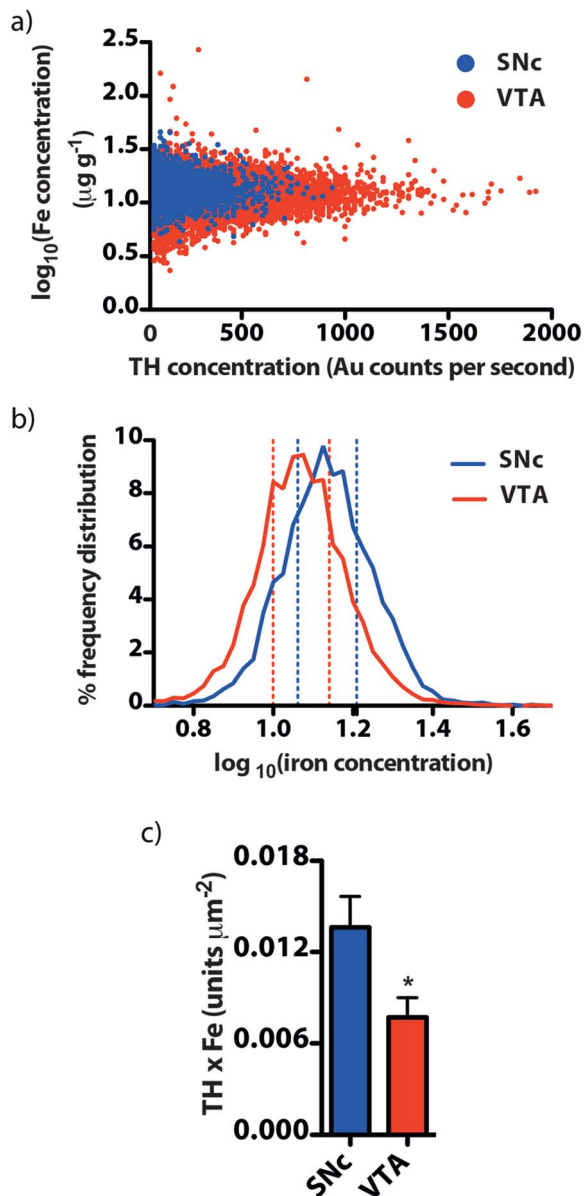 a)
log10(Fe concentration)
(μg g-1)
2.5
2.0
1.5
1.0
0.5
0.0
SNc
VTA
0 500 1000 1500 2000
TH concentration (Au counts per second)
b)
% frequency distribution
10
8
6
4
2
0
SNc
VTA
0.8 1.0 1.2 1.4 1.6
log 10(iron concentration)
c)
TH x Fe (units μm-2)
0.018
0.012
0.006
0.000
*
SNc
VTA